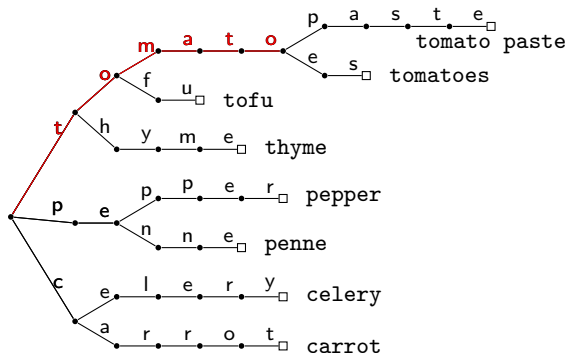 p a s t e
m a t o
tomato paste
o
e s
tomatoes
f u
tofu
t
h
y m e
thyme
p e
p p e r
pepper
n n e
penne
c
e l e r y
celery
a r r o t
carrot